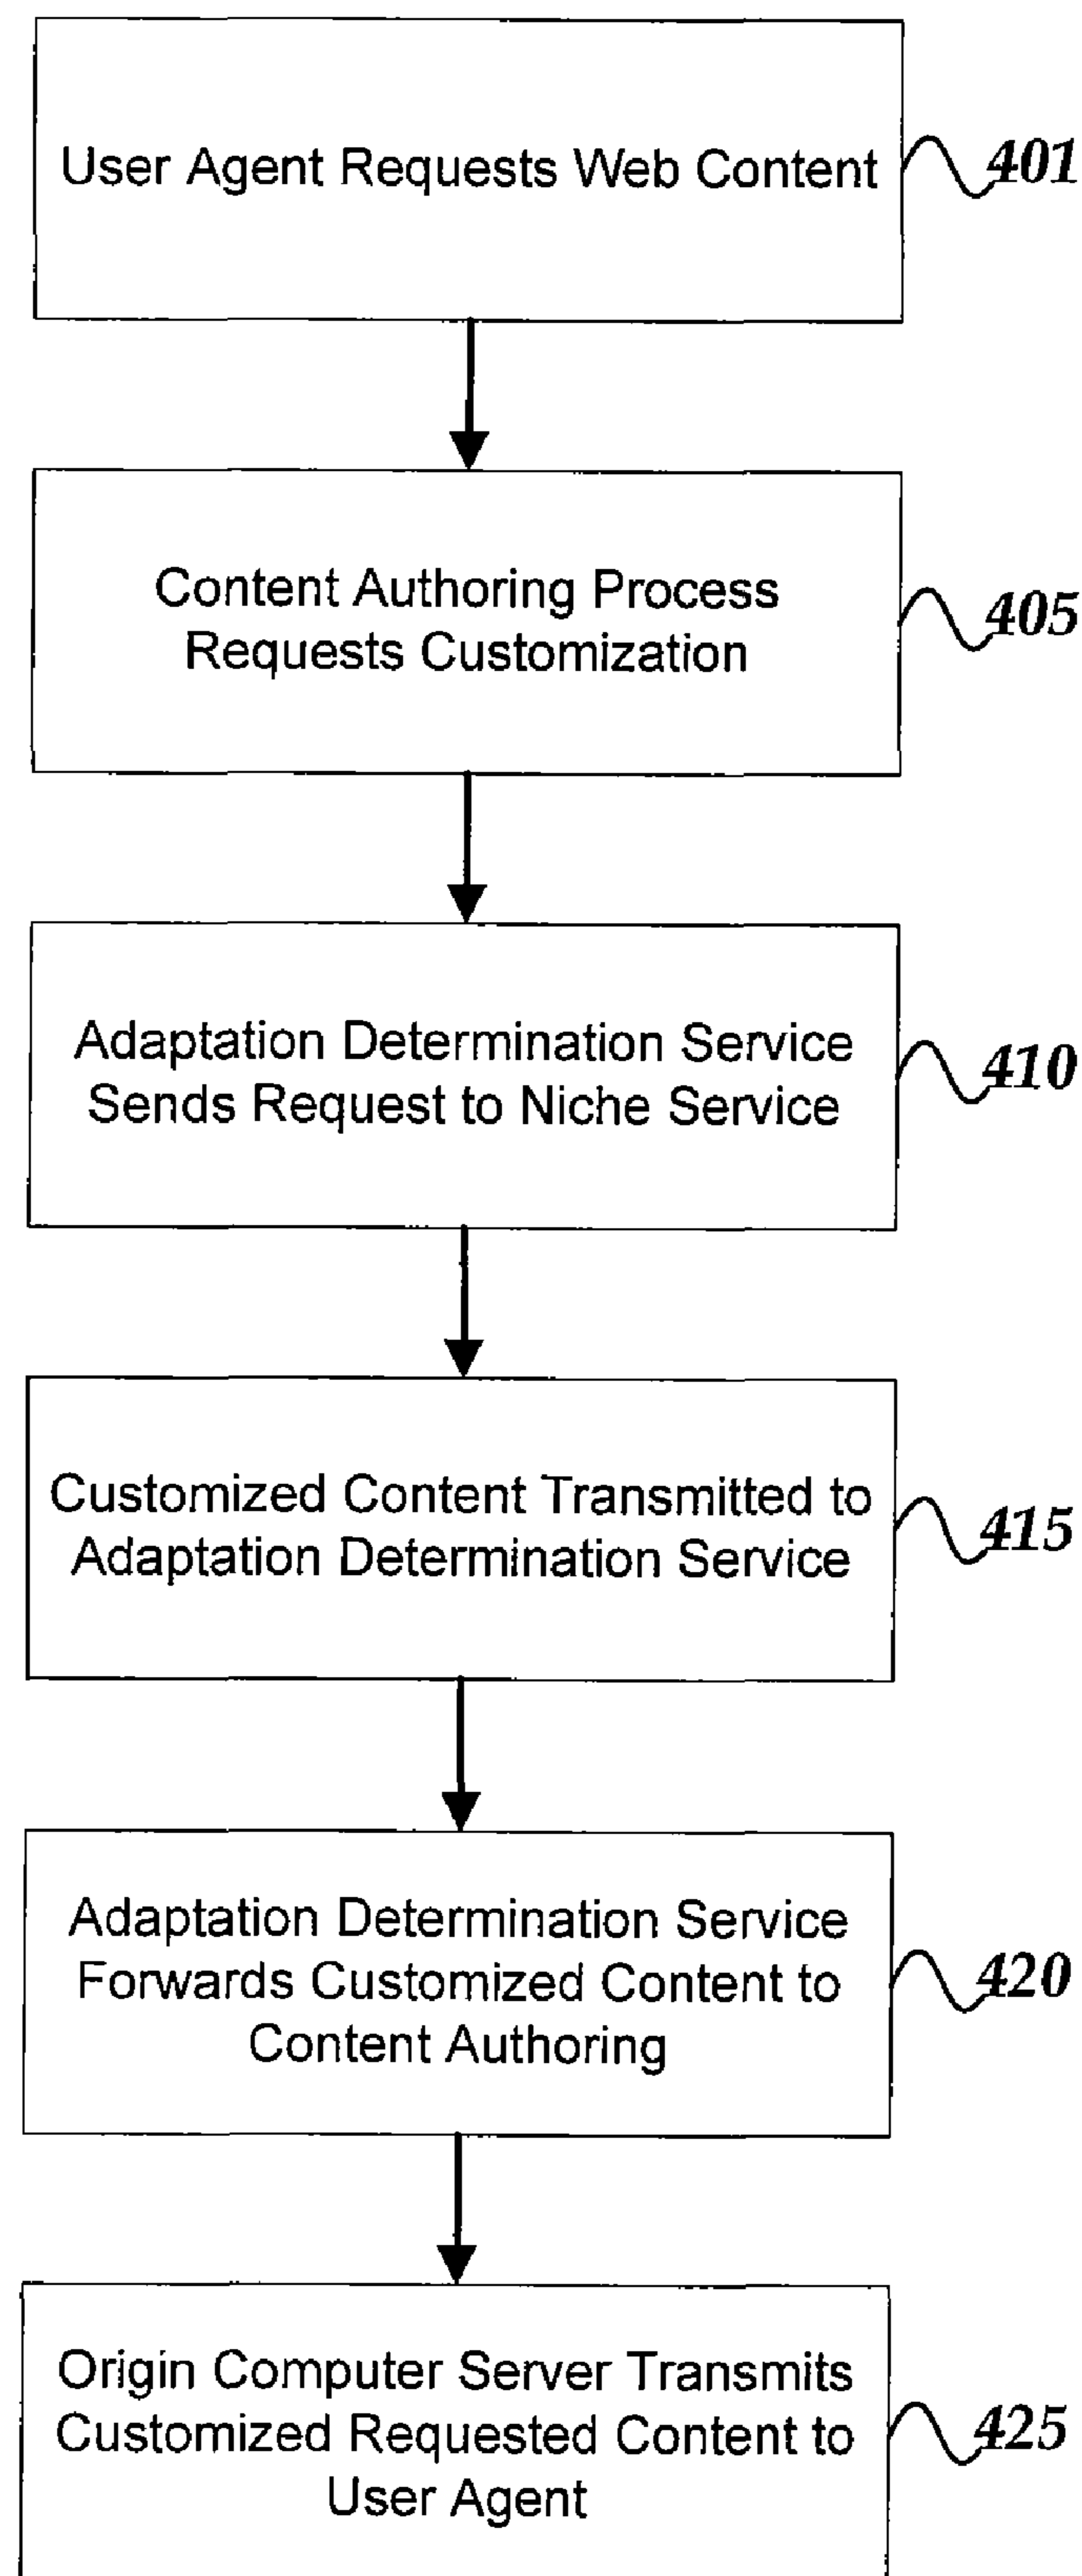 User Agent Requests Web Content
401
Content Authoring Process
Requests Customization
405
Adaptation Determination Service
Sends Request to Niche Service
410
Customized Content Transmitted to
Adaptation Determination Service
415
Adaptation Determination Service
Forwards Customized Content to
Content Authoring
420
Origin Computer Server Transmits
Customized Requested Content to
User Agent
425